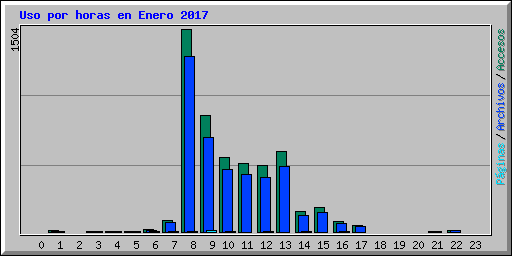 Uso por horas en Enero 2017
1504
Páginas / Archivos / Accesos
0 1 2 3 4 5 6 7 8 9 10 11 12 13 14 15 16 17 18 19 20 21 22 23